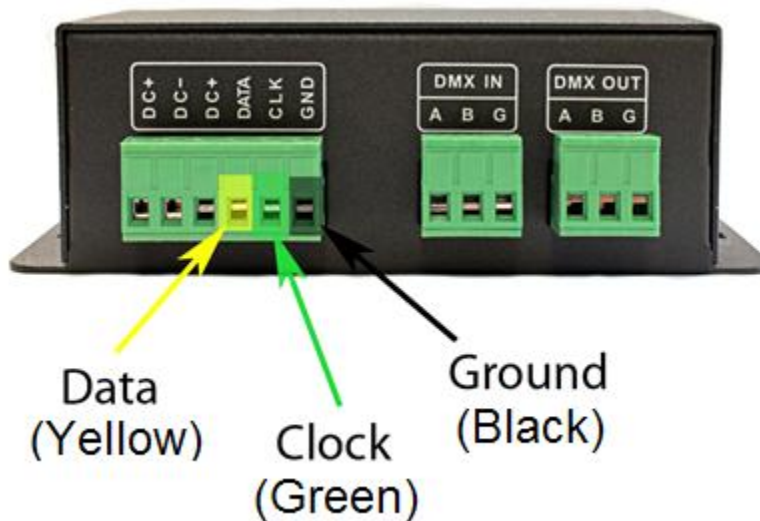 DC+ DC- DC+ DATA CLK GND
DMX IN
A B G
DMX OUT
A B G
Data
(Yellow)
Clock
(Green)
Ground
(Black)